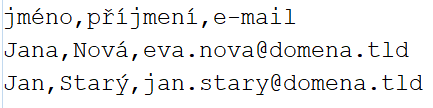 jméno,příjmení,e-mail
Jana,Nová,eva.nova@domena.tld
Jan,Starý,jan.stary@domena.tld